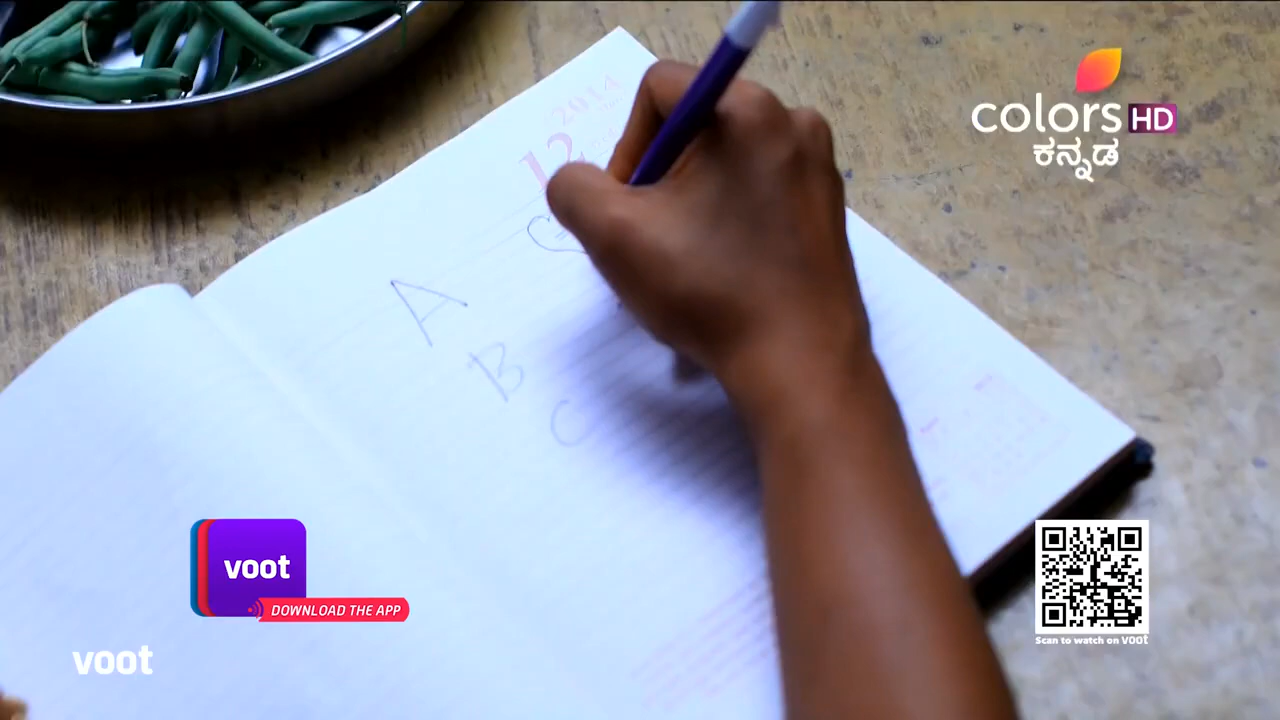 2014
12
colors HD
ಕನ್ನಡ
A
B
C
voot
DOWNLOAD THE APP
voot
Scan to watch on voot